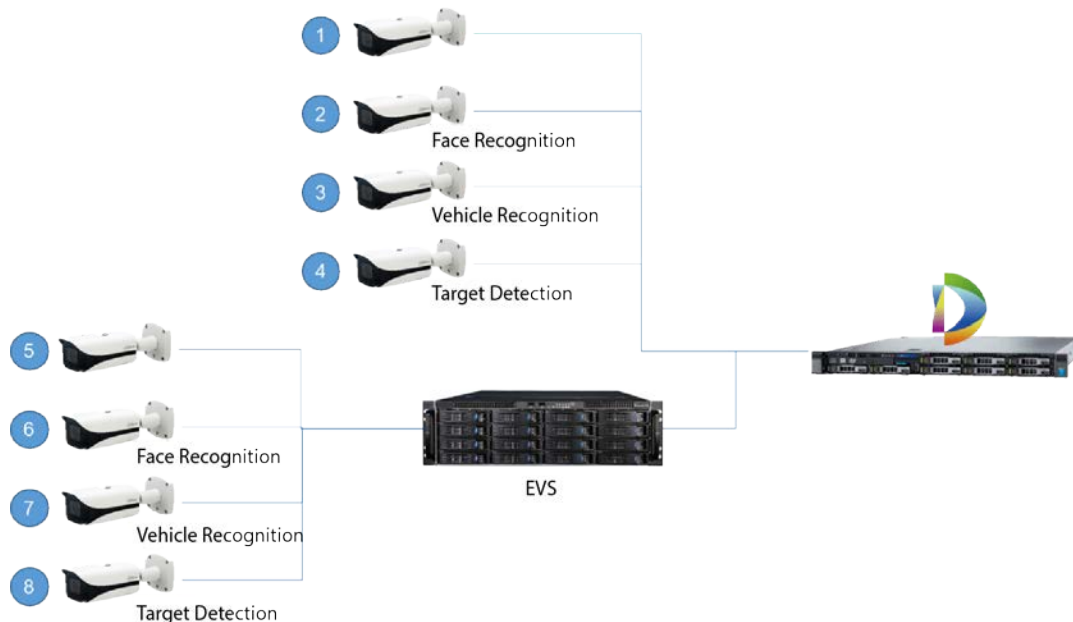 1
2
Face Recognition
3
Vehicle Recognition
4
Target Detection
5
6
Face Recognition
7
Vehicle Recognition
8
Target Detection
EVS